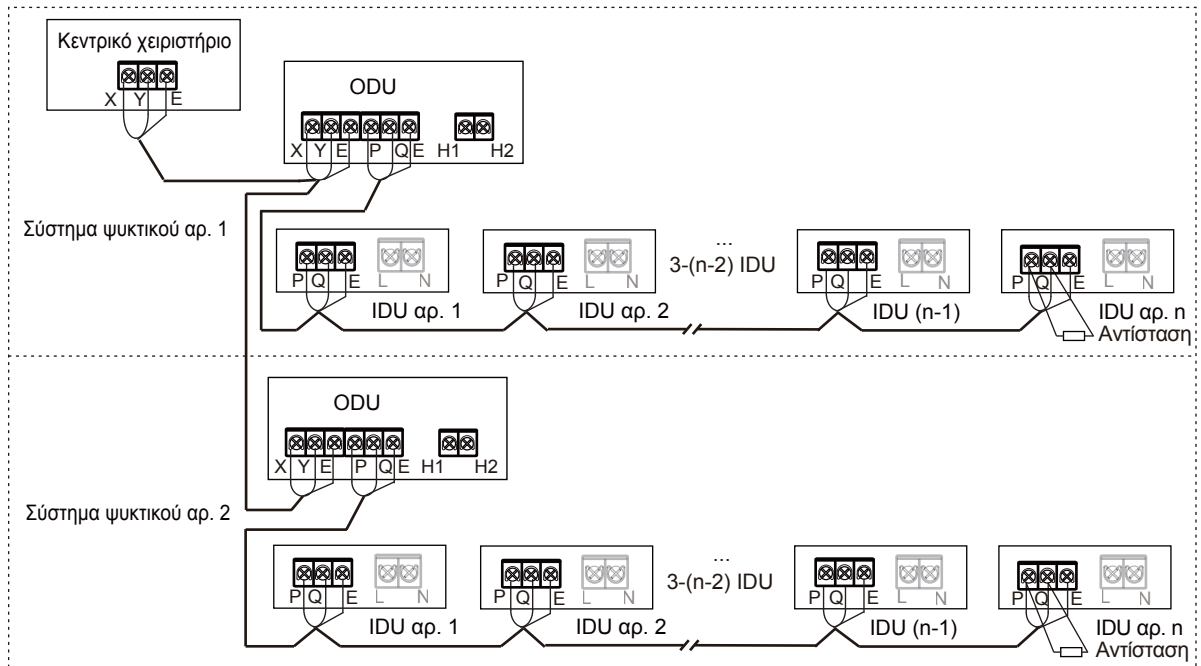 Κεντρικό χειριστήριο
X Y E
ODU
X Y E P Q E H1 H2
Σύστημα ψυκτικού αρ. 1
P Q E L N
IDU αρ. 1
P Q E L N
IDU αρ. 2
...
3-(n-2) IDU
P Q E L N
IDU (n-1)
P Q E L N
IDU αρ. n
Αντίσταση
ODU
X Y E P Q E H1 H2
Σύστημα ψυκτικού αρ. 2
P Q E L N
IDU αρ. 1
P Q E L N
IDU αρ. 2
...
3-(n-2) IDU
P Q E L N
IDU (n-1)
P Q E L N
IDU αρ. n
Αντίσταση